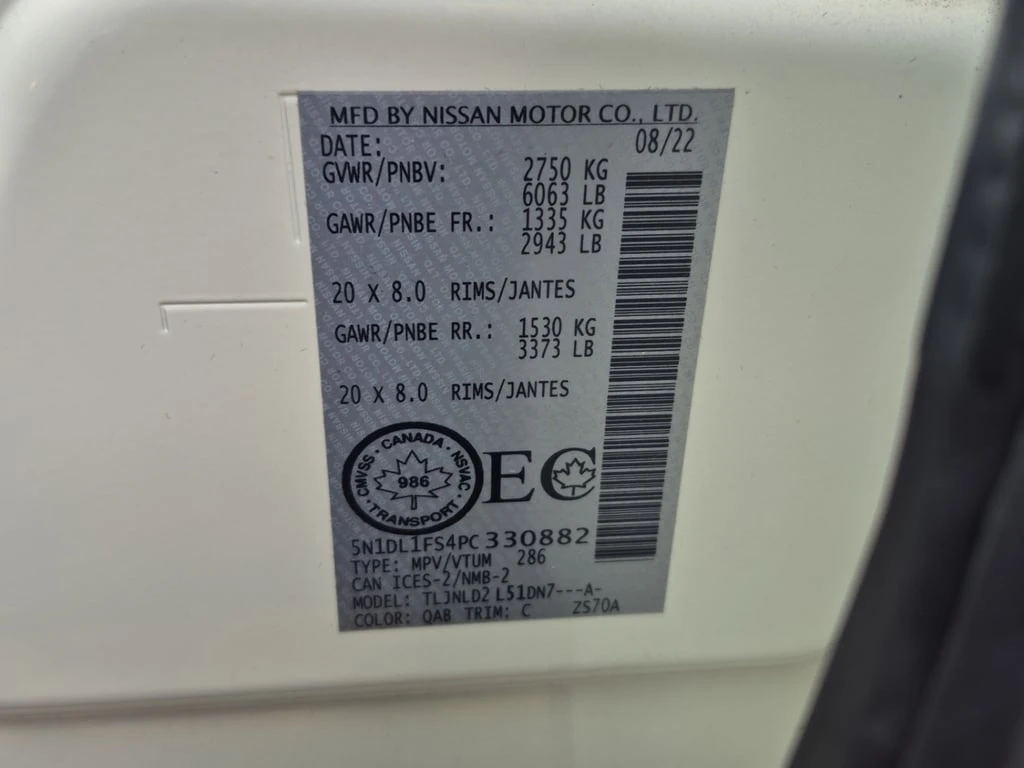 MFD BY NISSAN MOTOR CO., LTD.
DATE: 08/22
GVWR/PNBV: 2750 KG
6063 LB
GAWR/PNBE FR.: 1335 KG
2943 LB
20 X 8.0 RIMS/JANTES
GAWR/PNBE RR.: 1530 KG
3373 LB
20 X 8.0 RIMS/JANTES
CANADA · NSVAC · TRANSPORT · CMVSS ·
986
EC
5N1DL1FS4PC330882
TYPE: MPV/VTUM 286
CAN ICES-2/NMB-2
MODEL: TLJNLD2 L51DN7---A-
COLOR: QAB TRIM: C ZS70A